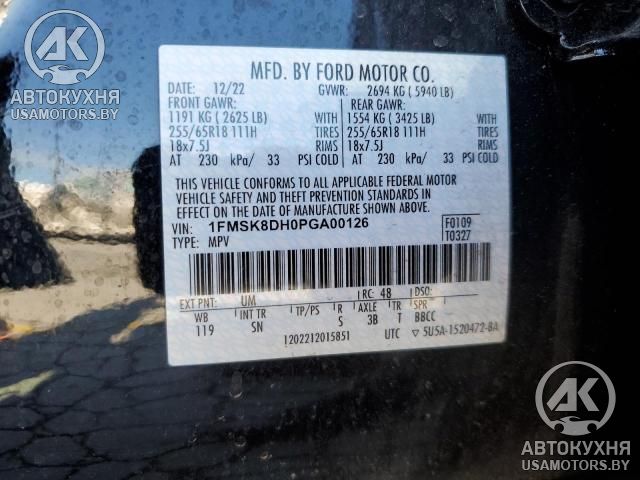 АК
АВТОКУХНЯ
USAMOTORS.BY
MFD. BY FORD MOTOR CO.
DATE: 12/22 GVWR: 2694 KG ( 5940 LB)
FRONT GAWR: REAR GAWR:
1191 KG ( 2625 LB) 1554 KG ( 3425 LB) WITH
255/65R18 111H TIRES 255/65R18 111H TIRES
18x7.5J RIMS 18x7.5J RIMS
AT 230 kPa/ 33 PSI COLD AT 230 kPa/ 33 PSI COLD
THIS VEHICLE CONFORMS TO ALL APPLICABLE FEDERAL MOTOR
VEHICLE SAFETY AND THEFT PREVENTION STANDARDS IN
EFFECT ON THE DATE OF MANUFACTURE SHOWN ABOVE.
VIN: 1FMSK8DH0PGA00126 F0109
TYPE: MPV T0327
EXT PNT: UM RC: 48 DSO:
WB INT TR TP/PS R AXLE TR SPR
119 SN S 3B T BBCC
1202212015851 UTC ▽ 5U5A-1520472-BA
АК
АВТОКУХНЯ
USAMOTORS.BY